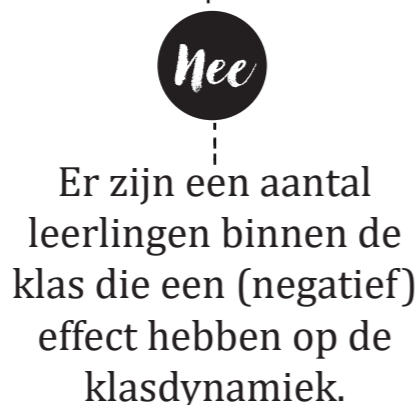 Nee
Er zijn een aantal
leerlingen binnen de
klas die een (negatief)
effect hebben op de
klasdynamiek.